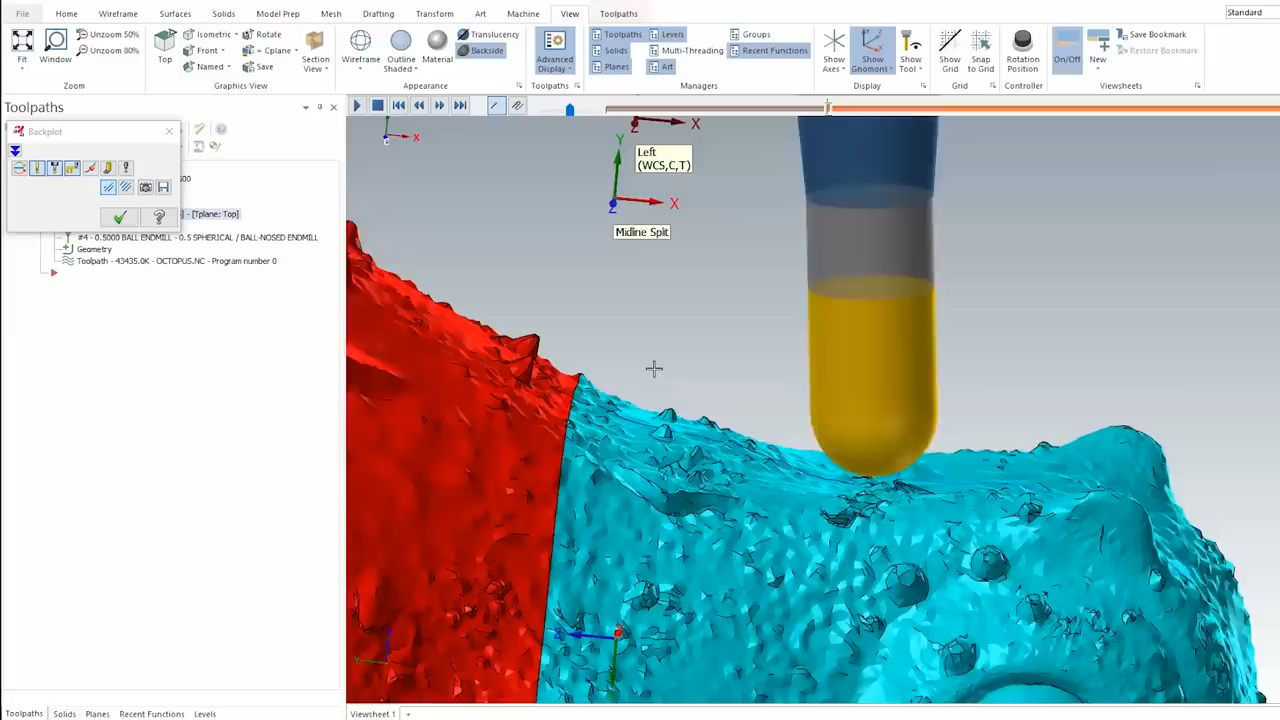 File Home Wireframe Surfaces Solids Model Prep Mesh Drafting Transform Art Machine View Toolpaths Standard
Fit
Window
Unzoom 50%
Unzoom 80%
Zoom
Top
Isometric
Front
Named
Rotate
= Cplane
Save
Section
View
Graphics View
Wireframe
Outline
Shaded
Material
Translucency
Backside
Appearance
Advanced
Display
Toolpaths
Toolpaths
Solids
Planes
Levels
Multi-Threading
Art
Groups
Recent Functions
Managers
Show
Axes
Show
Gnomons
Show
Tool
Display
Show
Grid
Snap
to Grid
Grid
Rotation
Position
Controller
On/Off
New
Save Bookmark
Restore Bookmark
Viewsheets
Toolpaths
Backplot
- [Tplane: Top]
#4 - 0.5000 BALL ENDMILL - 0.5 SPHERICAL / BALL-NOSED ENDMILL
Geometry
Toolpath - 43435.0K - OCTOPUS.NC - Program number 0
X
Z X
Y
Left
(WCS,C,T)
X
Z
Midline Spit
Z
Y
Toolpaths Solids Planes Recent Functions Levels
Viewsheet 1 +